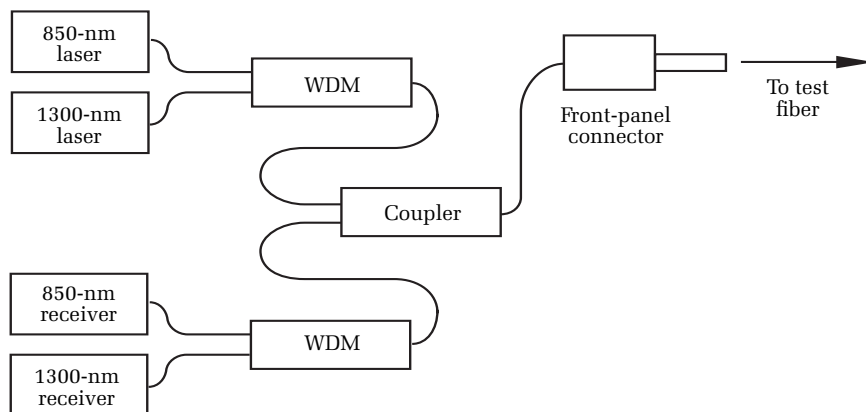 850-nm
laser
WDM
1300-nm
laser
Front-panel
connector
To test
fiber
Coupler
850-nm
receiver
WDM
1300-nm
receiver